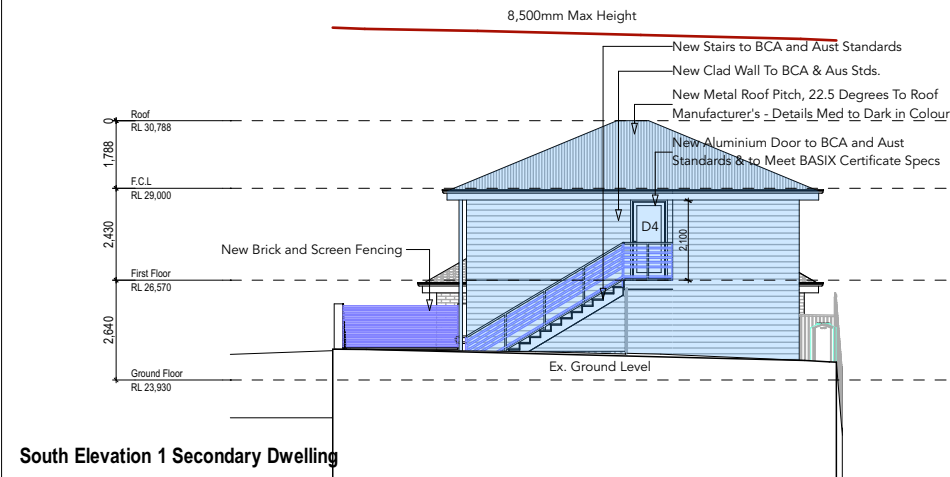 8,500mm Max Height
New Stairs to BCA and Aust Standards
New Clad Wall To BCA & Aus Stds.
New Metal Roof Pitch, 22.5 Degrees To Roof
Manufacturer's - Details Med to Dark in Colour
New Aluminium Door to BCA and Aust
Standards & to Meet BASIX Certificate Specs
0
Roof
RL 30,788
1,788
F.C.L
RL 29,000
2,430
D4
2,100
New Brick and Screen Fencing
First Floor
RL 26,570
2,640
Ex. Ground Level
Ground Floor
RL 23,930
South Elevation 1 Secondary Dwelling